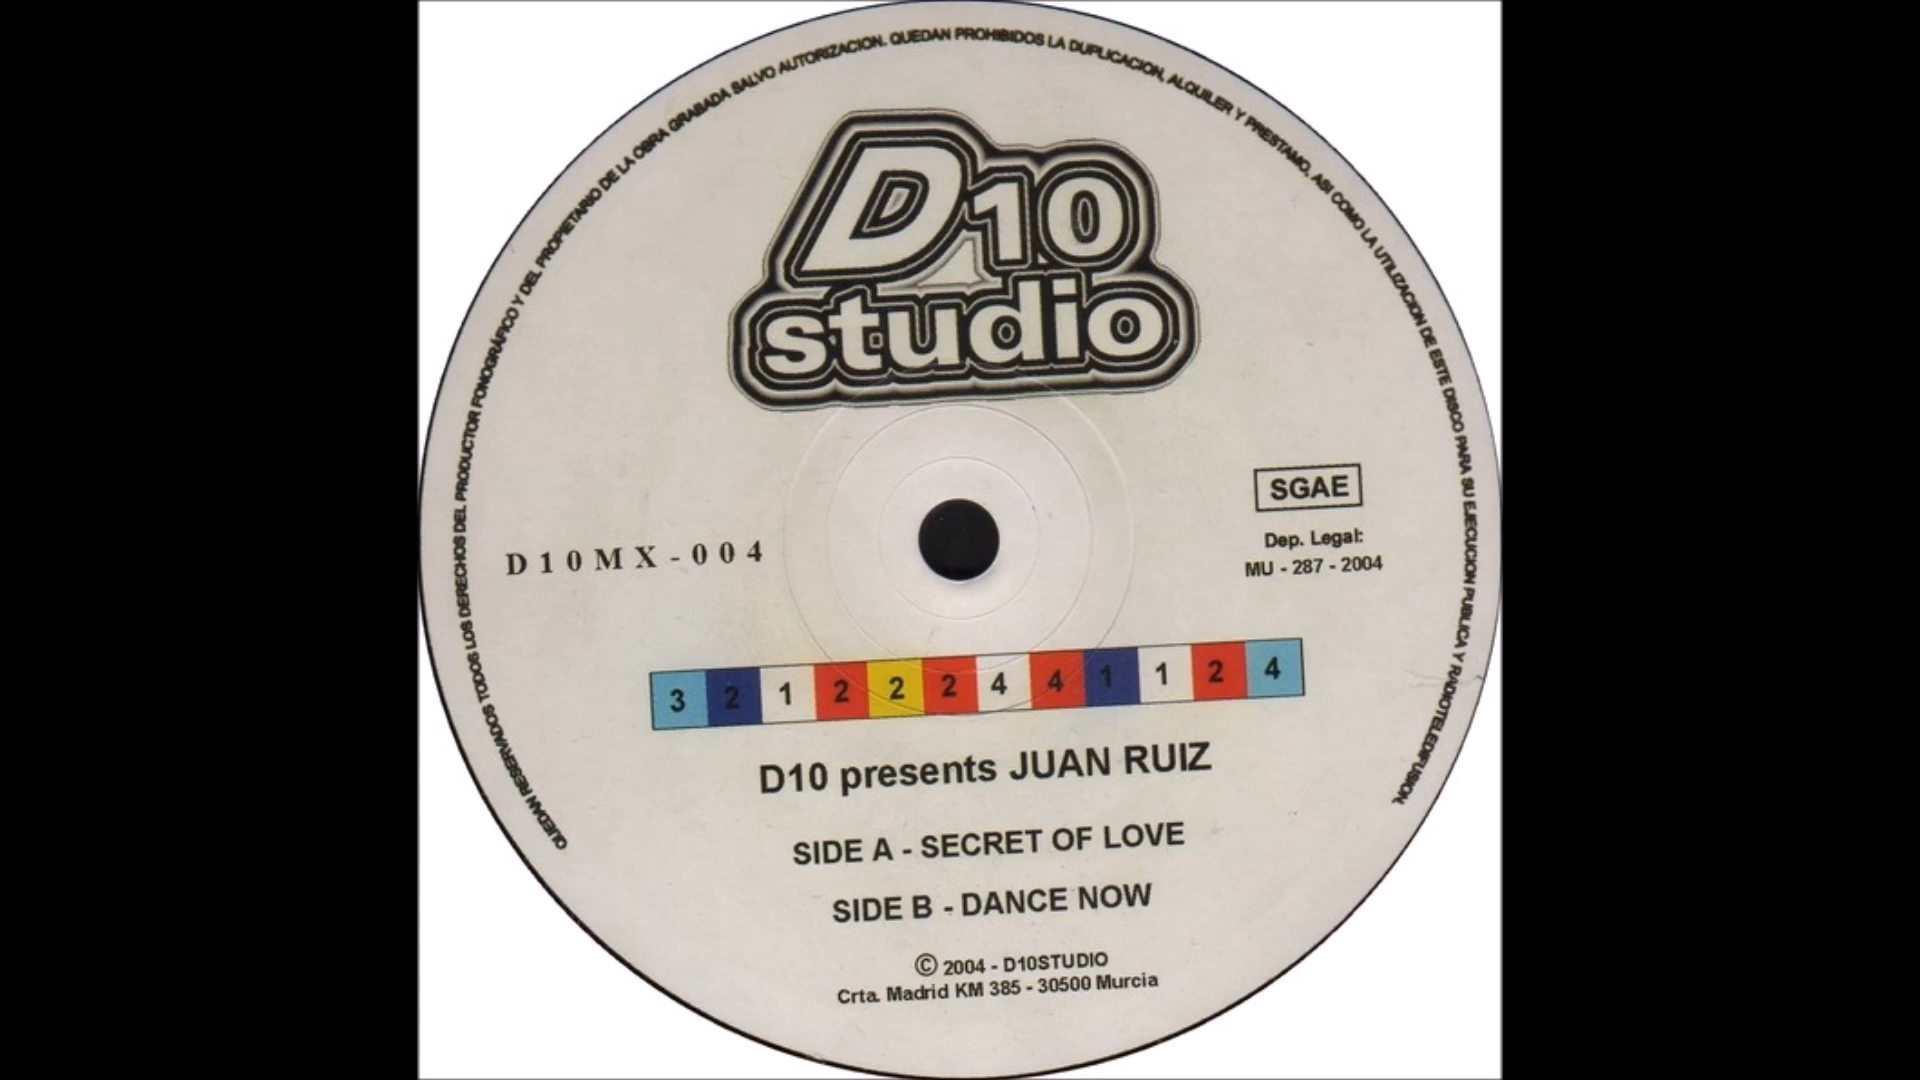 QUEDAN RESERVADOS TODOS LOS DERECHOS DEL PRODUCTOR FONOGRÁFICO Y DEL PROPIETARIO DE LA OBRA GRABADA SALVO AUTORIZACION. QUEDAN PROHIBIDOS LA DUPLICACION, ALQUILER Y PRESTAMO, ASI COMO LA UTILIZACION DE ESTE DISCO PARA SU EJECUCION PUBLICA Y RADIOTELEDIFUSION.
D10
studio
SGAE
Dep. Legal:
MU - 287 - 2004
D10MX-004
3 2 1 2 2 2 4 4 1 1 2 4
D10 presents JUAN RUIZ
SIDE A - SECRET OF LOVE
SIDE B - DANCE NOW
© 2004 - D10STUDIO
Crta. Madrid KM 385 - 30500 Murcia